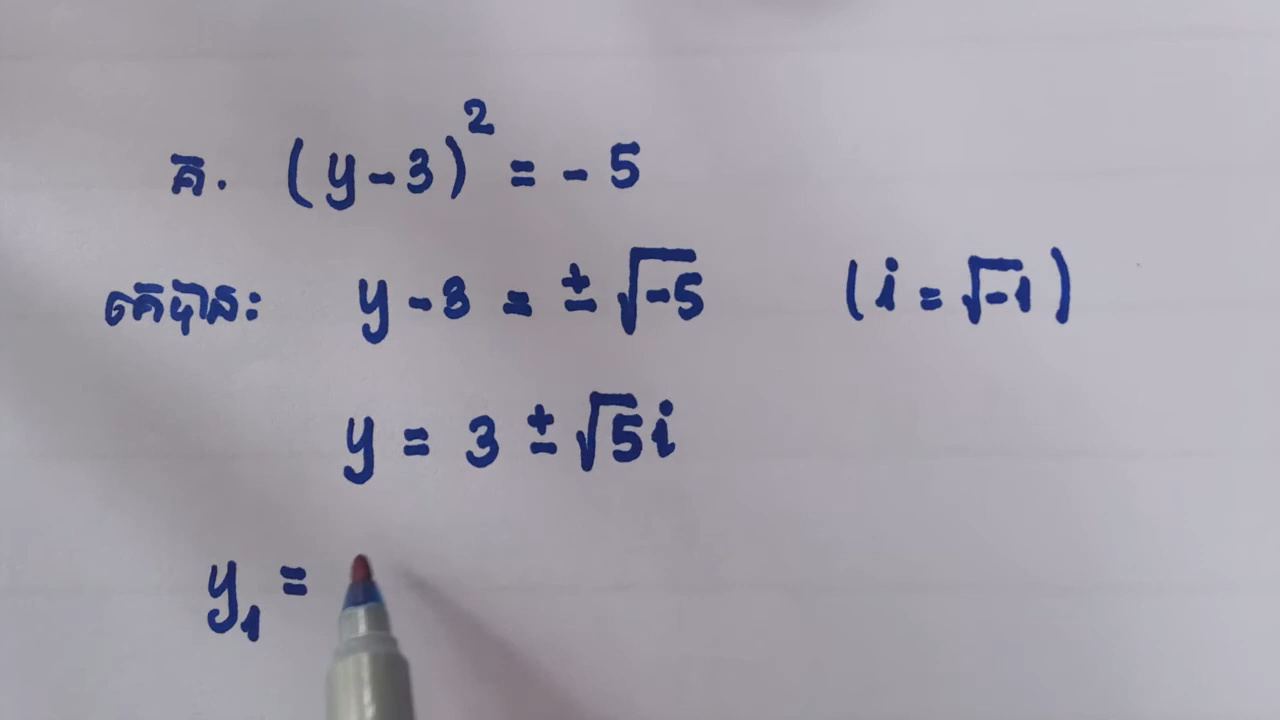 គ. (y-3)² = -5
គេបាន: y-3 = ±√-5 (i = √-1)
y = 3 ± √5i
y₁ =